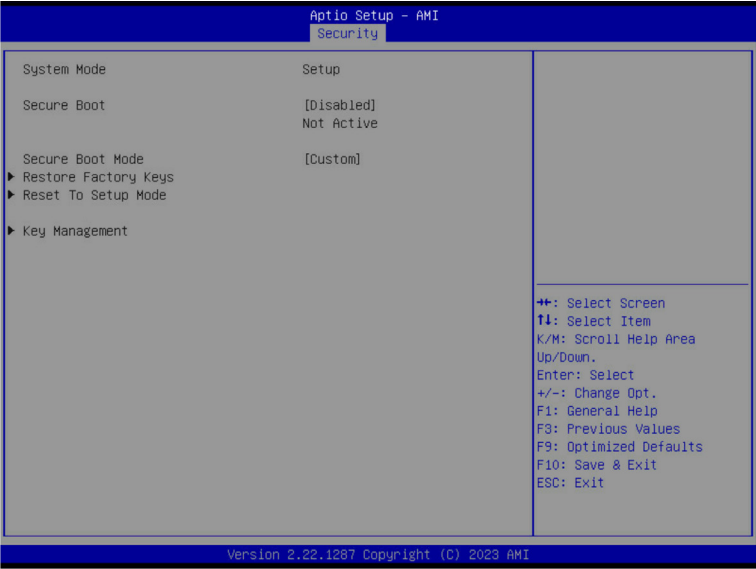 Aptio Setup - AMI
Security
System Mode Setup
Secure Boot [Disabled]
Not Active
Secure Boot Mode [Custom]
▶ Restore Factory Keys
▶ Reset To Setup Mode
▶ Key Management
→←: Select Screen
↑↓: Select Item
K/M: Scroll Help Area
Up/Down.
Enter: Select
+/-: Change Opt.
F1: General Help
F3: Previous Values
F9: Optimized Defaults
F10: Save & Exit
ESC: Exit
Version 2.22.1287 Copyright (C) 2023 AMI